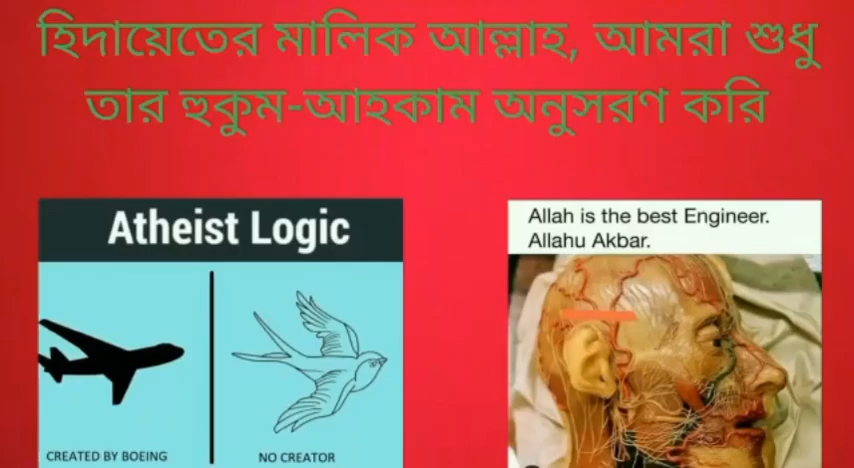 হিদায়েতের মালিক আল্লাহ, আমরা শুধু
তার হুকুম-আহকাম অনুসরণ করি
Atheist Logic
CREATED BY BOEING
NO CREATOR
Allah is the best Engineer.
Allahu Akbar.